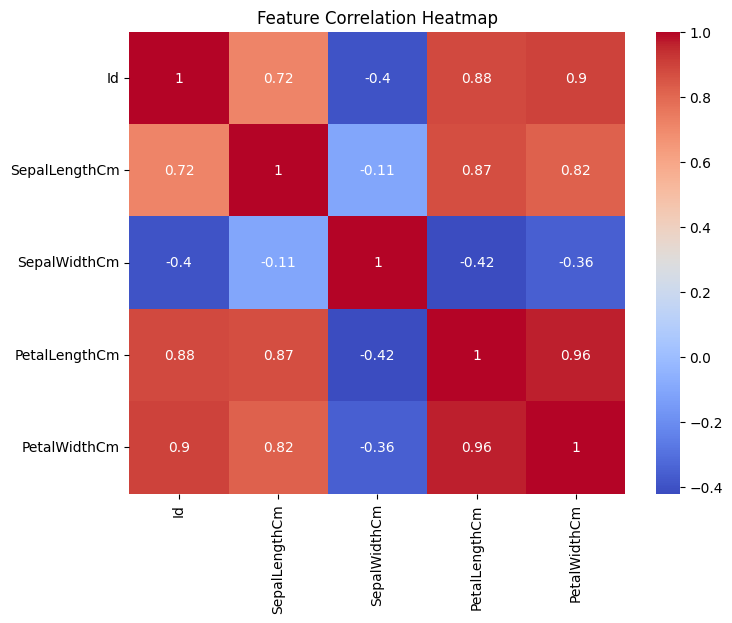 Feature Correlation Heatmap
Id 1 0.72 -0.4 0.88 0.9
SepalLengthCm 0.72 1 -0.11 0.87 0.82
SepalWidthCm -0.4 -0.11 1 -0.42 -0.36
PetalLengthCm 0.88 0.87 -0.42 1 0.96
PetalWidthCm 0.9 0.82 -0.36 0.96 1
Id
SepalLengthCm
SepalWidthCm
PetalLengthCm
PetalWidthCm
1.0
0.8
0.6
0.4
0.2
0.0
−0.2
−0.4